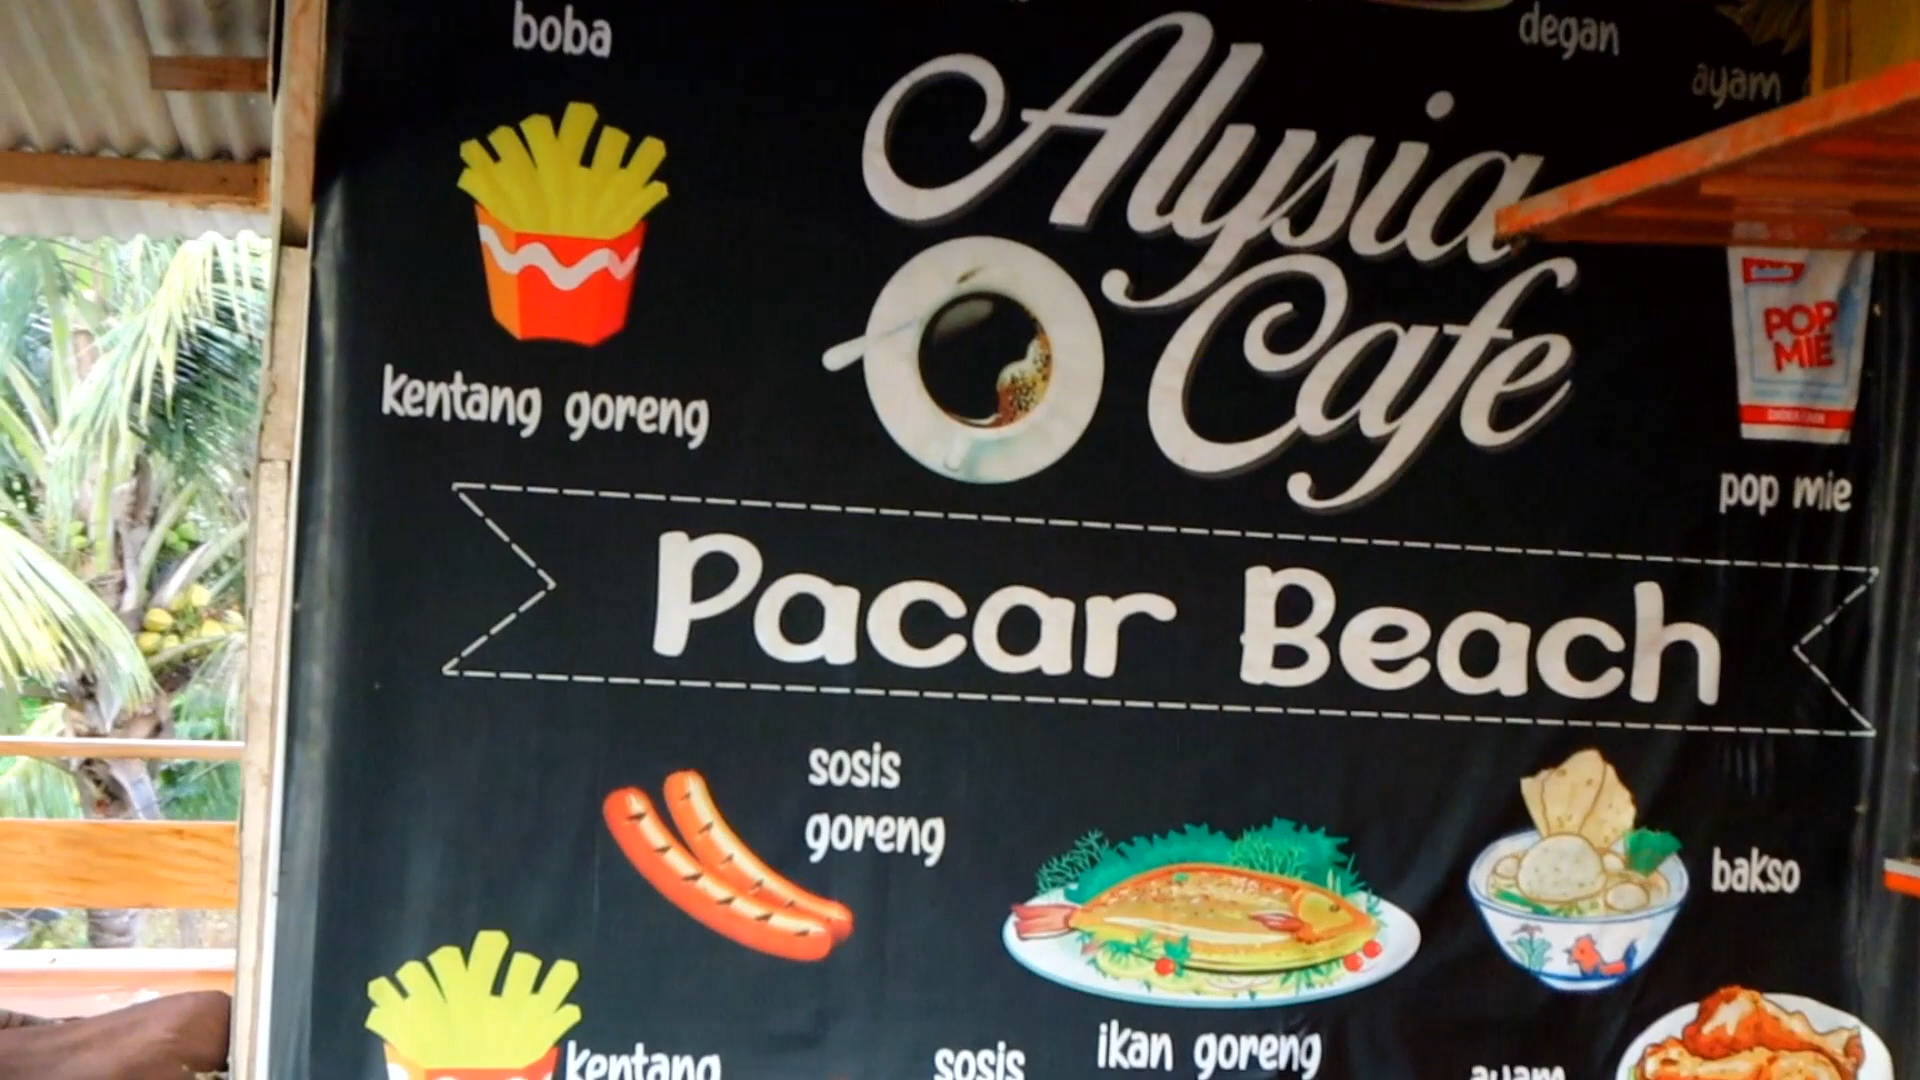 boba
degan
ayam
Alysia
Cafe
kentang goreng
POP
MIE
pop mie
Pacar Beach
sosis
goreng
bakso
ikan goreng
kentang
sosis
ayam